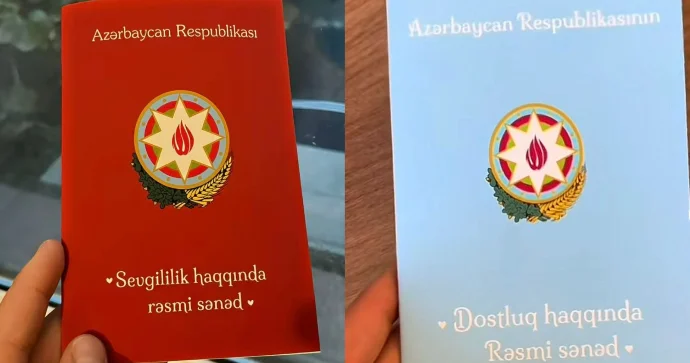 Azərbaycan Respublikası
♥ Sevgililik haqqında
rəsmi sənəd ♥
Azərbaycan Respublikasının
♥ Dostluq haqqında
Rəsmi sənəd ♥